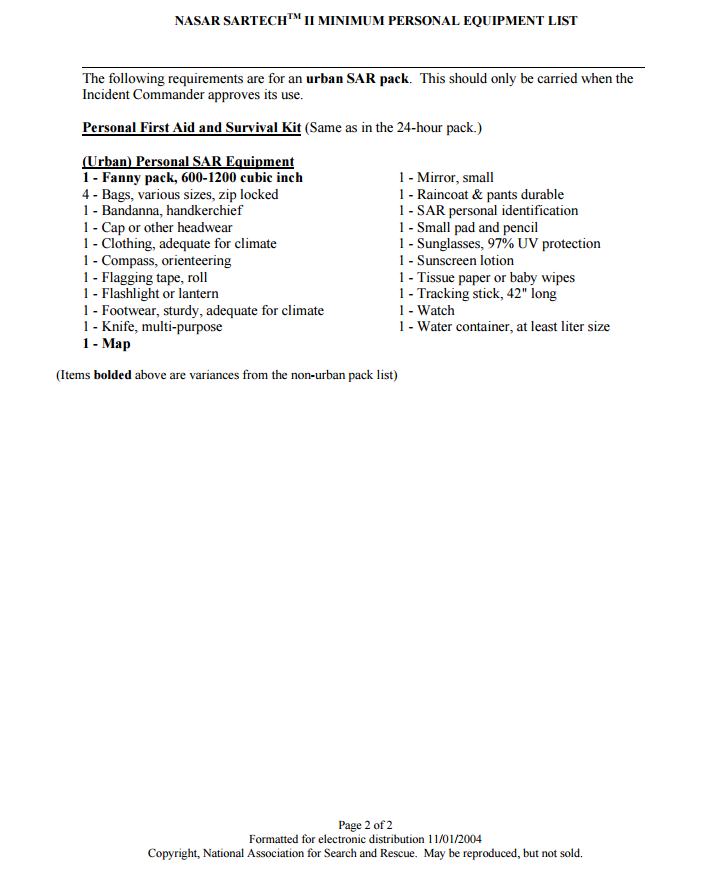 NASAR SARTECH™ II MINIMUM PERSONAL EQUIPMENT LIST
The following requirements are for an urban SAR pack. This should only be carried when the
Incident Commander approves its use.
Personal First Aid and Survival Kit (Same as in the 24-hour pack.)
(Urban) Personal SAR Equipment
1 - Fanny pack, 600-1200 cubic inch
4 - Bags, various sizes, zip locked
1 - Bandanna, handkerchief
1 - Cap or other headwear
1 - Clothing, adequate for climate
1 - Compass, orienteering
1 - Flagging tape, roll
1 - Flashlight or lantern
1 - Footwear, sturdy, adequate for climate
1 - Knife, multi-purpose
1 - Map
1 - Mirror, small
1 - Raincoat & pants durable
1 - SAR personal identification
1 - Small pad and pencil
1 - Sunglasses, 97% UV protection
1 - Sunscreen lotion
1 - Tissue paper or baby wipes
1 - Tracking stick, 42" long
1 - Watch
1 - Water container, at least liter size
(Items bolded above are variances from the non-urban pack list)
Page 2 of 2
Formatted for electronic distribution 11/01/2004
Copyright, National Association for Search and Rescue. May be reproduced, but not sold.